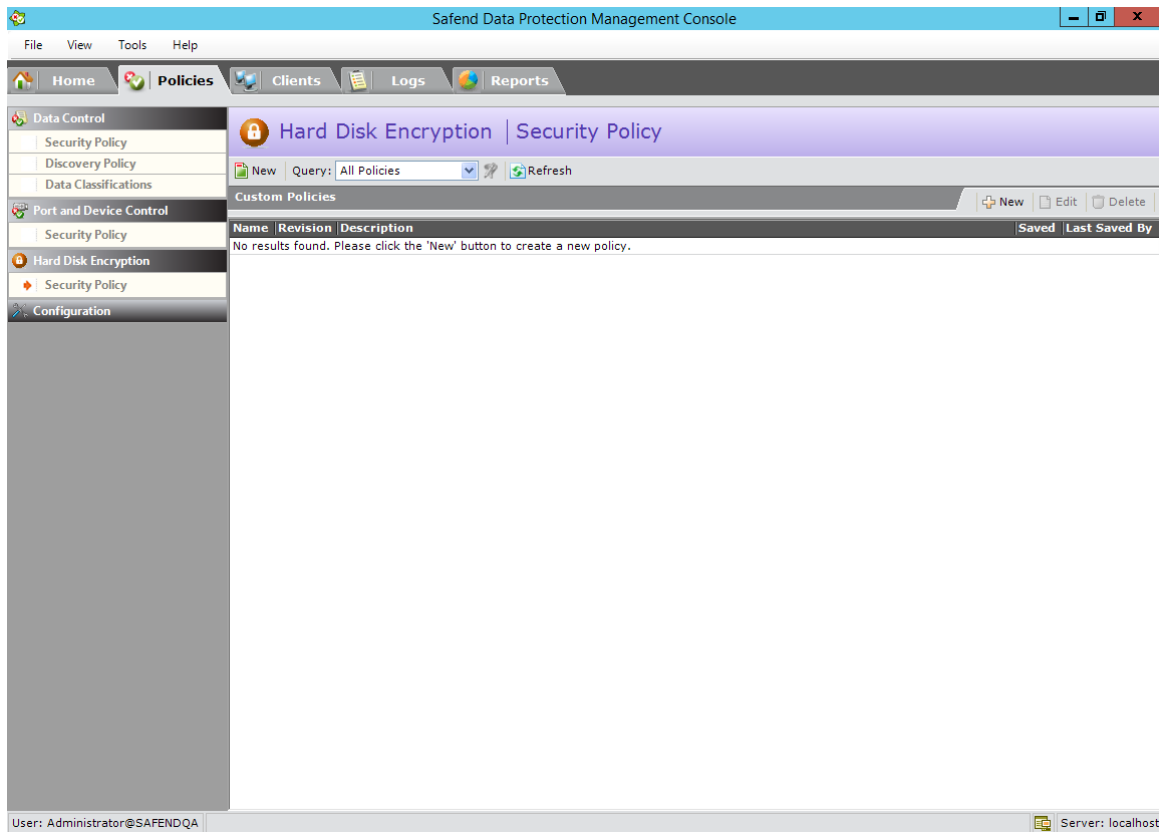 Safend Data Protection Management Console
File View Tools Help
Home Policies Clients Logs Reports
Data Control
Security Policy
Discovery Policy
Data Classifications
Port and Device Control
Security Policy
Hard Disk Encryption
Security Policy
Configuration
Hard Disk Encryption | Security Policy
New Query: All Policies Refresh
Custom Policies
New Edit Delete
Name Revision Description Saved Last Saved By
No results found. Please click the 'New' button to create a new policy.
User: Administrator@SAFENDQA
Server: localhost